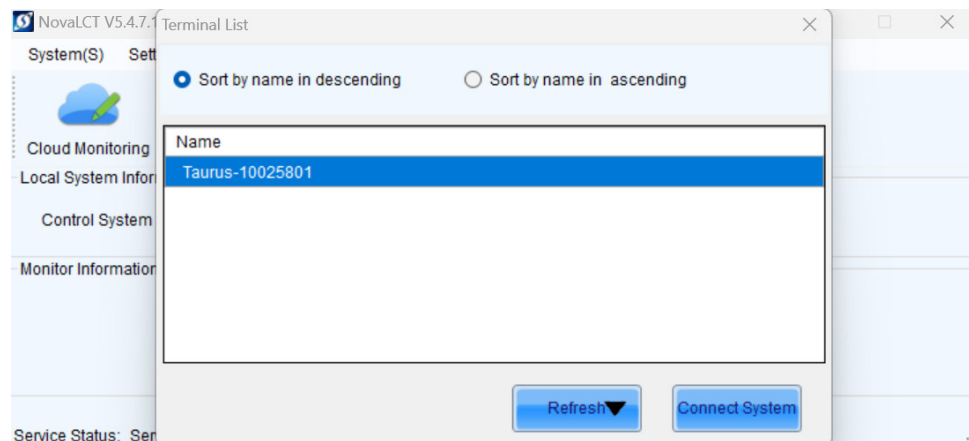 NovaLCT V5.4.7.1
Terminal List
System(S) Sett
Sort by name in descending
Sort by name in ascending
Cloud Monitoring
Name
Taurus-10025801
Local System Infor
Control System
Monitor Information
Refresh
Connect System
Service Status: Ser